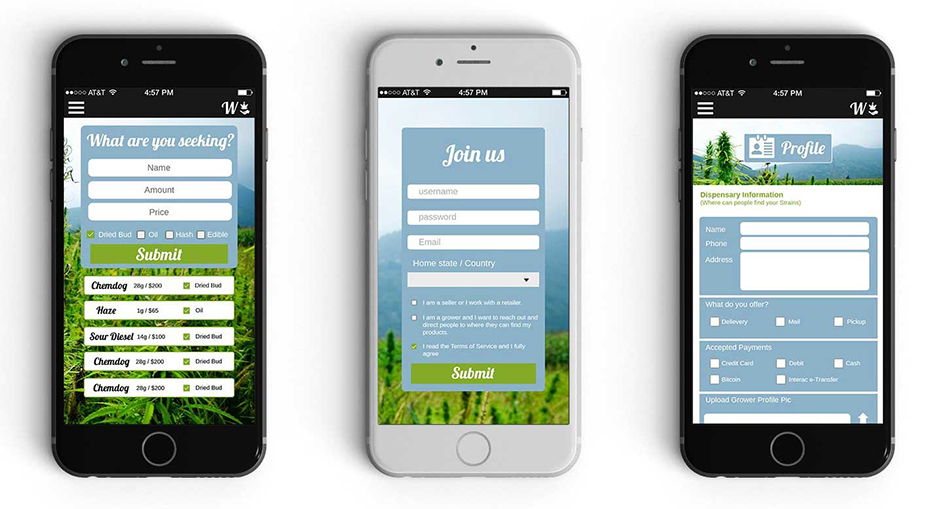 AT&T 4:57 PM
W
What are you seeking?
Name
Amount
Price
Dried Bud Oil Hash Edible
Submit
Chemdog 28g / $200 Dried Bud
Haze 1g / $65 Oil
Sour Diesel 14g / $100 Dried Bud
Chemdog 28g / $200 Dried Bud
Chemdog 28g / $200 Dried Bud
AT&T 4:57 PM
Join us
username
password
Email
Home state / Country
I am a seller or I work with a retailer.
I am a grower and I want to reach out and
direct people to where they can find my
products.
I read the Terms of Service and I fully
agree
Submit
AT&T 4:57 PM
W
Profile
Dispensary Information
(Where can people find your Strains)
Name
Phone
Address
What do you offer?
Delievery Mail Pickup
Accepted Payments
Credit Card Debit Cash
Bitcoin Interac e-Transfer
Upload Grower Profile Pic